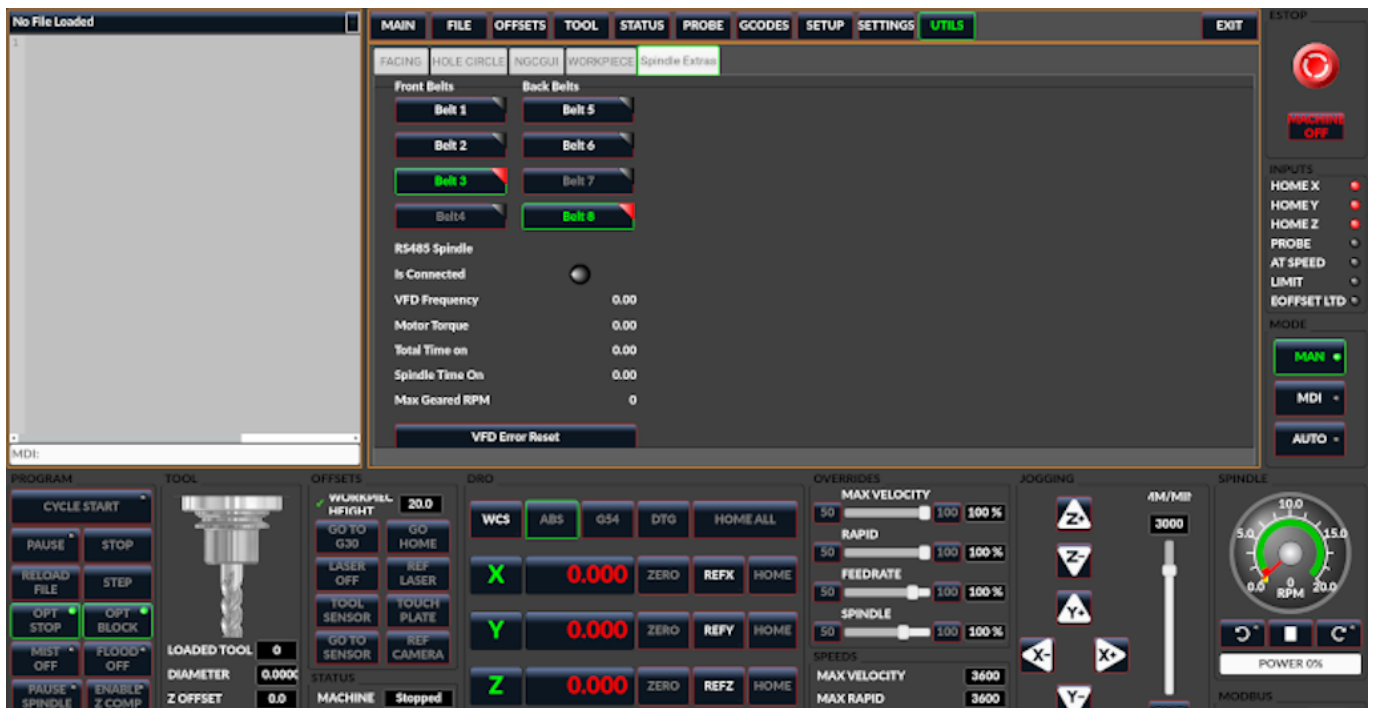 No File Loaded
MAIN FILE OFFSETS TOOL STATUS PROBE GCODES SETUP SETTINGS UTILS EXIT
ESTOP
1
FACING HOLE CIRCLE NGCGUI WORKPIECE Spindle Extras
Front Belts Back Belts
Belt 1 Belt 5
Belt 2 Belt 6
Belt 3 Belt 7
Belt4 Belt 8
RS485 Spindle
Is Connected
VFD Frequency 0.00
Motor Torque 0.00
Total Time on 0.00
Spindle Time On 0.00
Max Geared RPM 0
VFD Error Reset
MACHINE
OFF
INPUTS
HOME X
HOME Y
HOME Z
PROBE
AT SPEED
LIMIT
EOFFSET LTD
MODE
MAN
MDI
AUTO
MDI:
PROGRAM
CYCLE START
PAUSE STOP
RELOAD
FILE
STEP
OPT
STOP
OPT
BLOCK
MIST
OFF
FLOOD
OFF
PAUSE
SPINDLE
ENABLE
Z COMP
TOOL
LOADED TOOL 0
DIAMETER 0.0000
Z OFFSET 0.0
OFFSETS
WORKPIEC
HEIGHT
20.0
GO TO
G30
GO
HOME
LASER
OFF
REF
LASER
TOOL
SENSOR
TOUCH
PLATE
GO TO
SENSOR
REF
CAMERA
STATUS
MACHINE Stopped
DRO
WCS ABS G54 DTG HOME ALL
X 0.000 ZERO REFX HOME
Y 0.000 ZERO REFY HOME
Z 0.000 ZERO REFZ HOME
OVERRIDES
MAX VELOCITY
50 100 100 %
RAPID
50 100 100 %
FEEDRATE
50 100 100 %
SPINDLE
50 100 100 %
SPEEDS
MAX VELOCITY 3600
MAX RAPID 3600
JOGGING
Z+
Z-
Y+
X- X+
Y-
3000
SPINDLE
10.0
5.0 15.0
0.0 0 20.0
RPM
POWER 0%
MODBUS